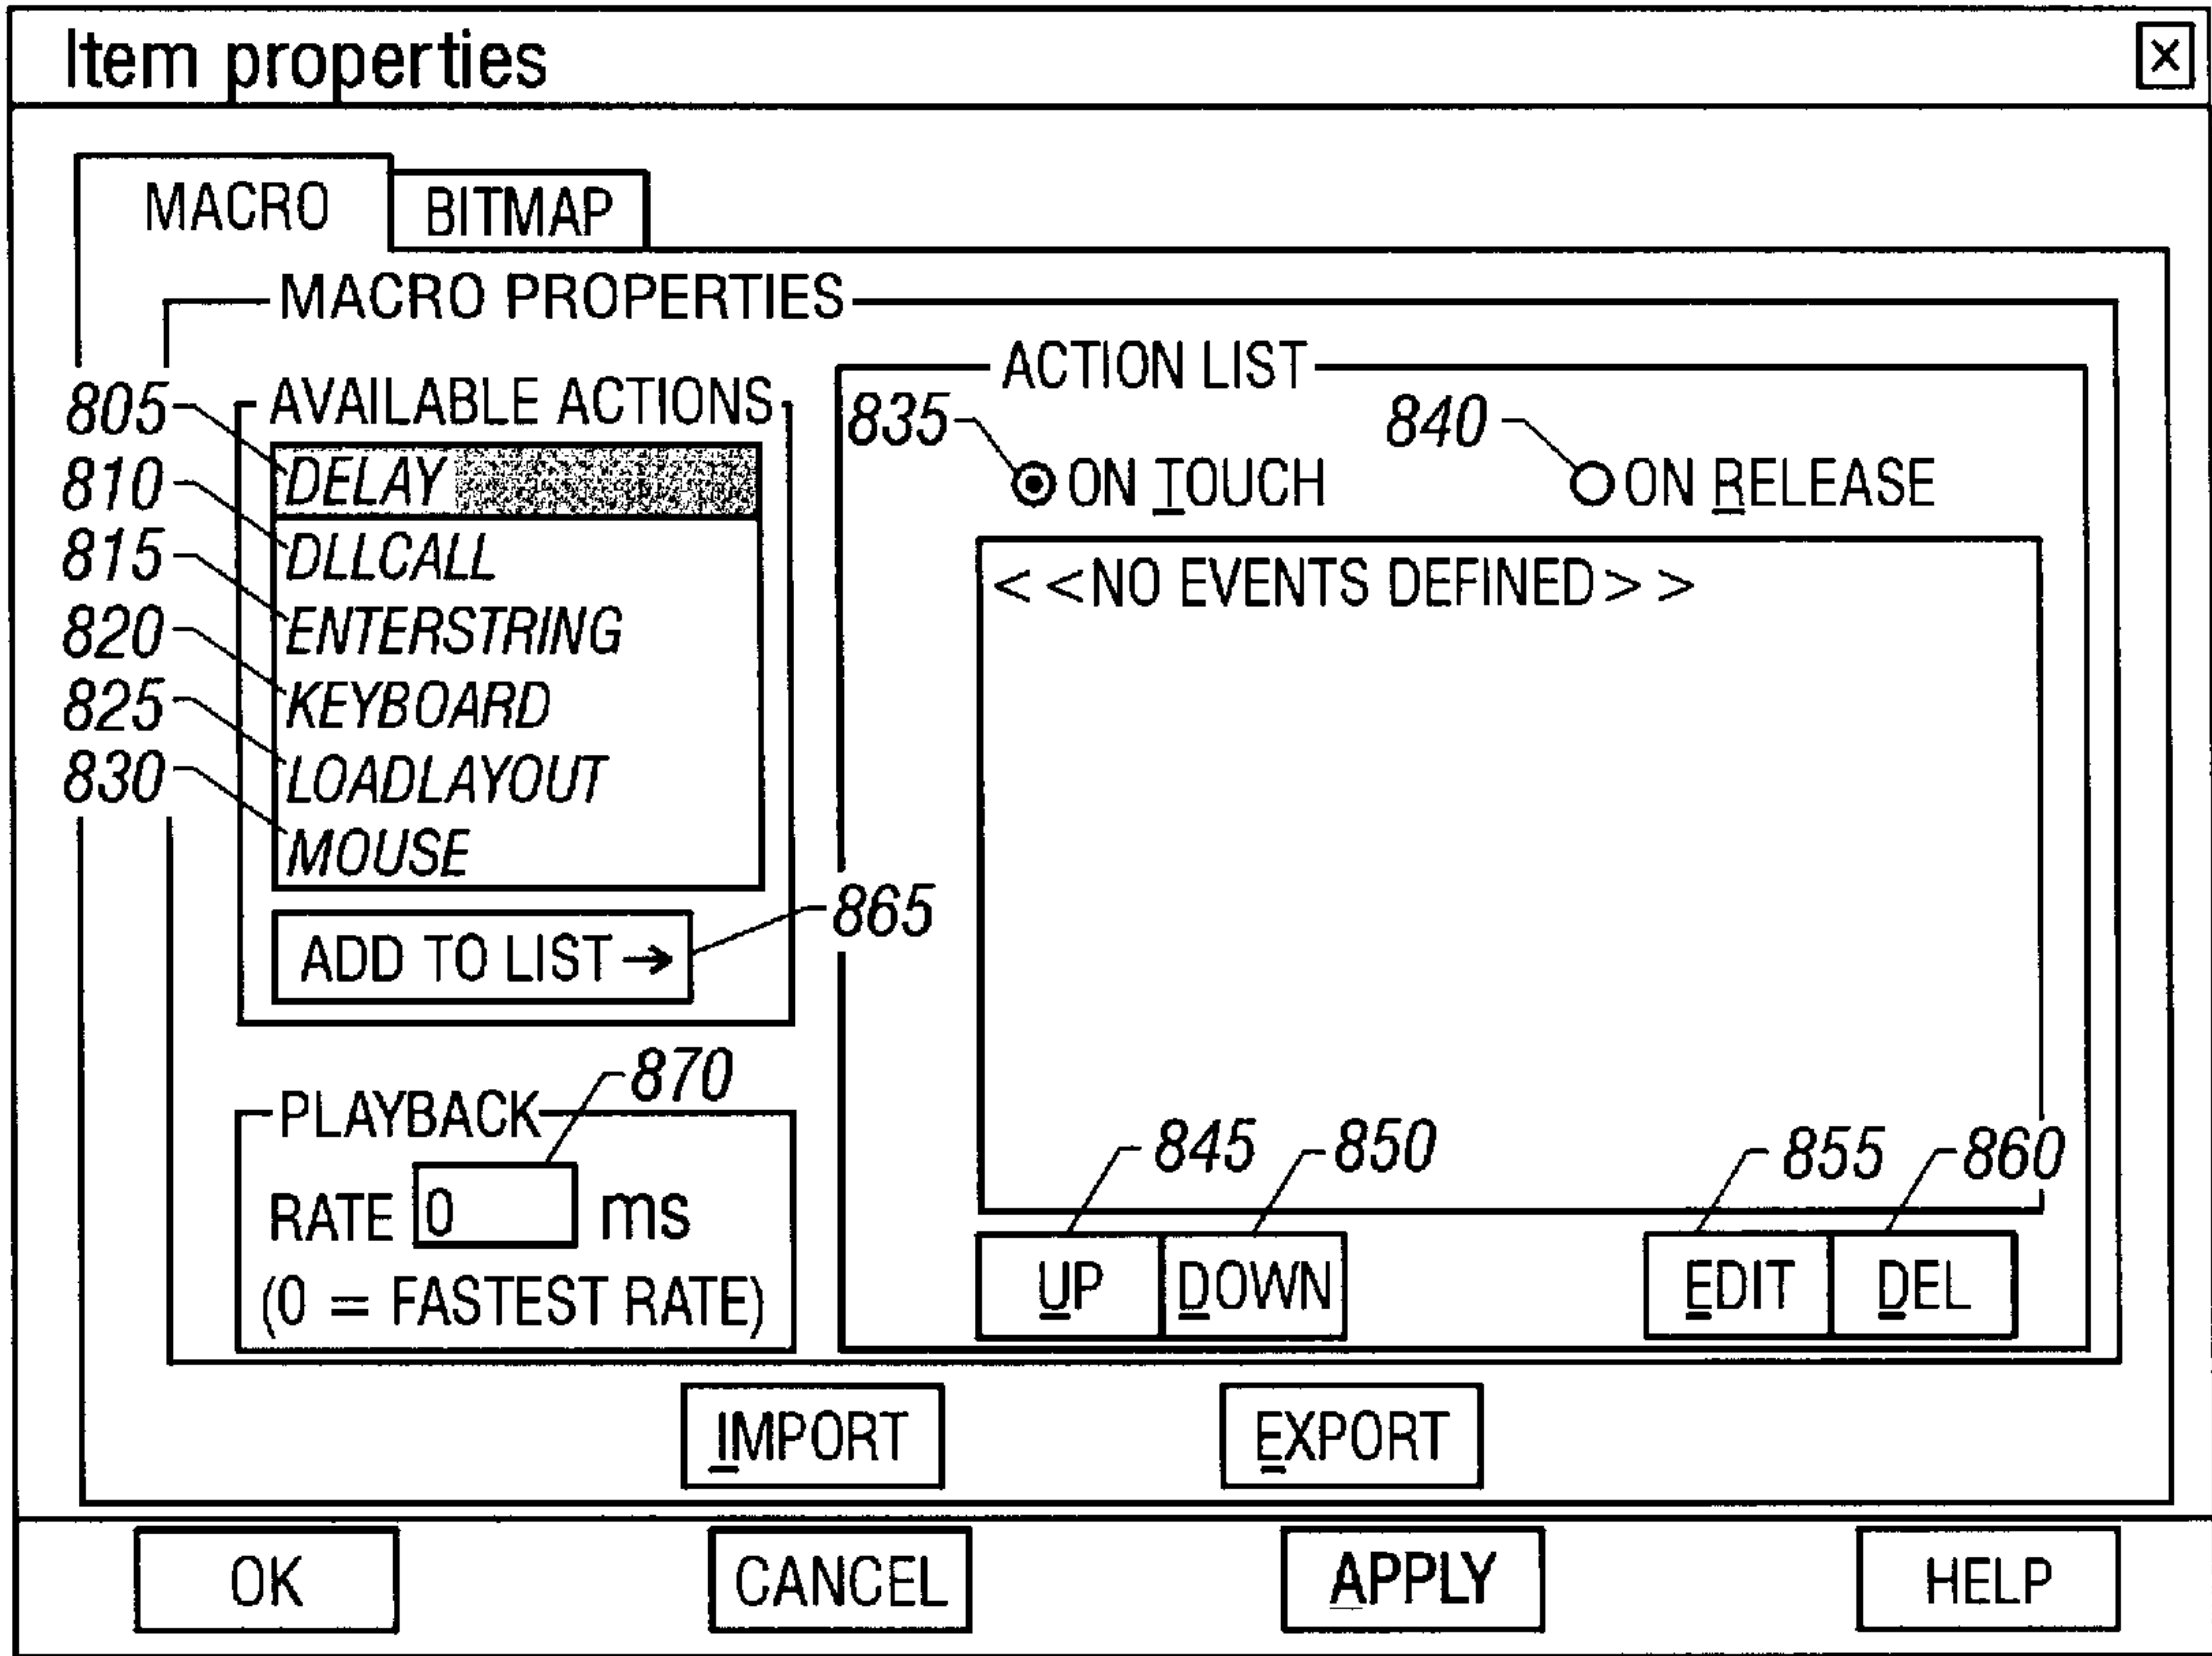 Item properties X
MACRO BITMAP
MACRO PROPERTIES
AVAILABLE ACTIONS
805 DELAY
810 DLLCALL
815 ENTERSTRING
820 KEYBOARD
825 LOADLAYOUT
830 MOUSE
ADD TO LIST → 865
PLAYBACK 870
RATE 0 ms
(0 = FASTEST RATE)
ACTION LIST
835 840
ON TOUCH ON RELEASE
< <NO EVENTS DEFINED> >
845 850 855 860
UP DOWN EDIT DEL
IMPORT EXPORT
OK CANCEL APPLY HELP